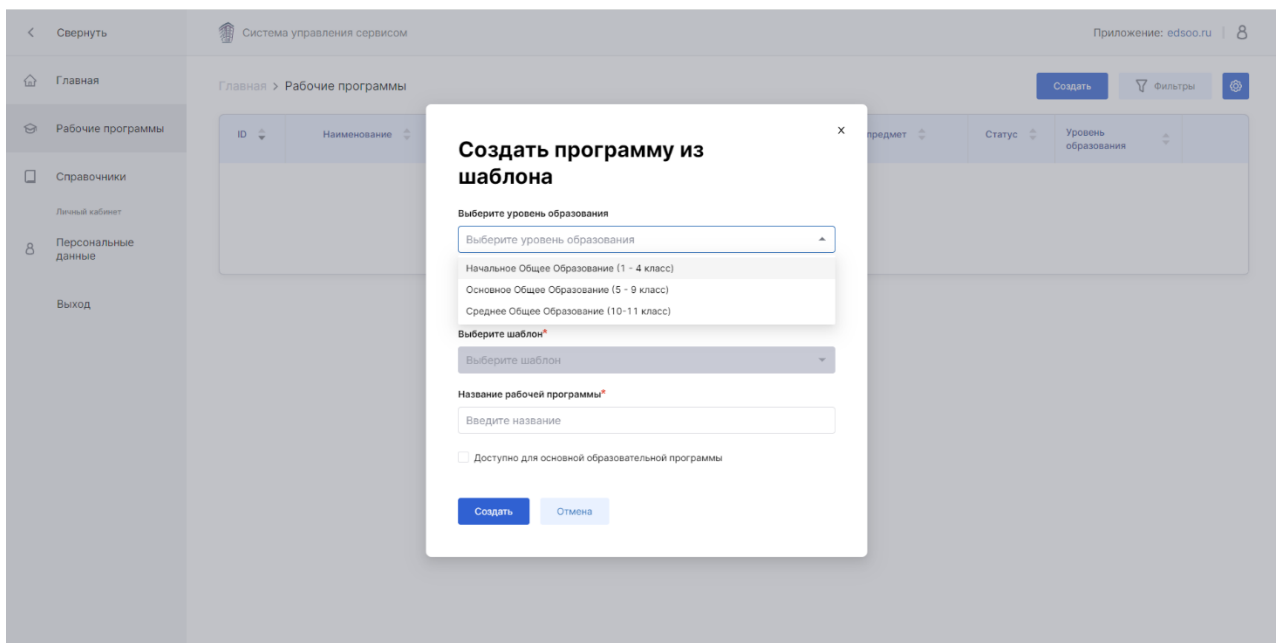 Свернуть
Система управления сервисом
Приложение: edsoo.ru
Главная
Главная > Рабочие программы
Создать
Фильтры
Рабочие программы
ID
Наименование
предмет
Статус
Уровень
образования
Справочники
Личный кабинет
Персональные
данные
Выход
x
Создать программу из
шаблона
Выберите уровень образования
Выберите уровень образования
Начальное Общее Образование (1 - 4 класс)
Основное Общее Образование (5 - 9 класс)
Среднее Общее Образование (10-11 класс)
Выберите шаблон*
Выберите шаблон
Название рабочей программы*
Введите название
Доступно для основной образовательной программы
Создать
Отмена